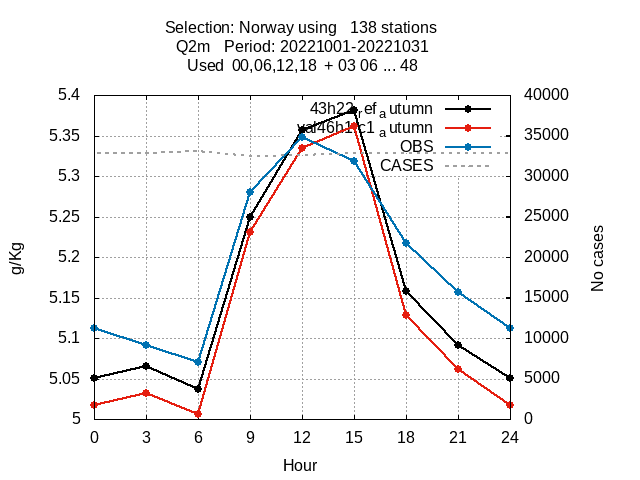 Selection: Norway using 138 stations
Q2m Period: 20221001-20221031
Used 00,06,12,18 + 03 06 ... 48
5.4
5.35
5.3
5.25
5.2
5.15
5.1
5.05
5
g/Kg
40000
35000
30000
25000
20000
15000
10000
5000
0
No cases
43h22refautumn
OBS
CASES
0 3 6 9 12 15 18 21 24
Hour